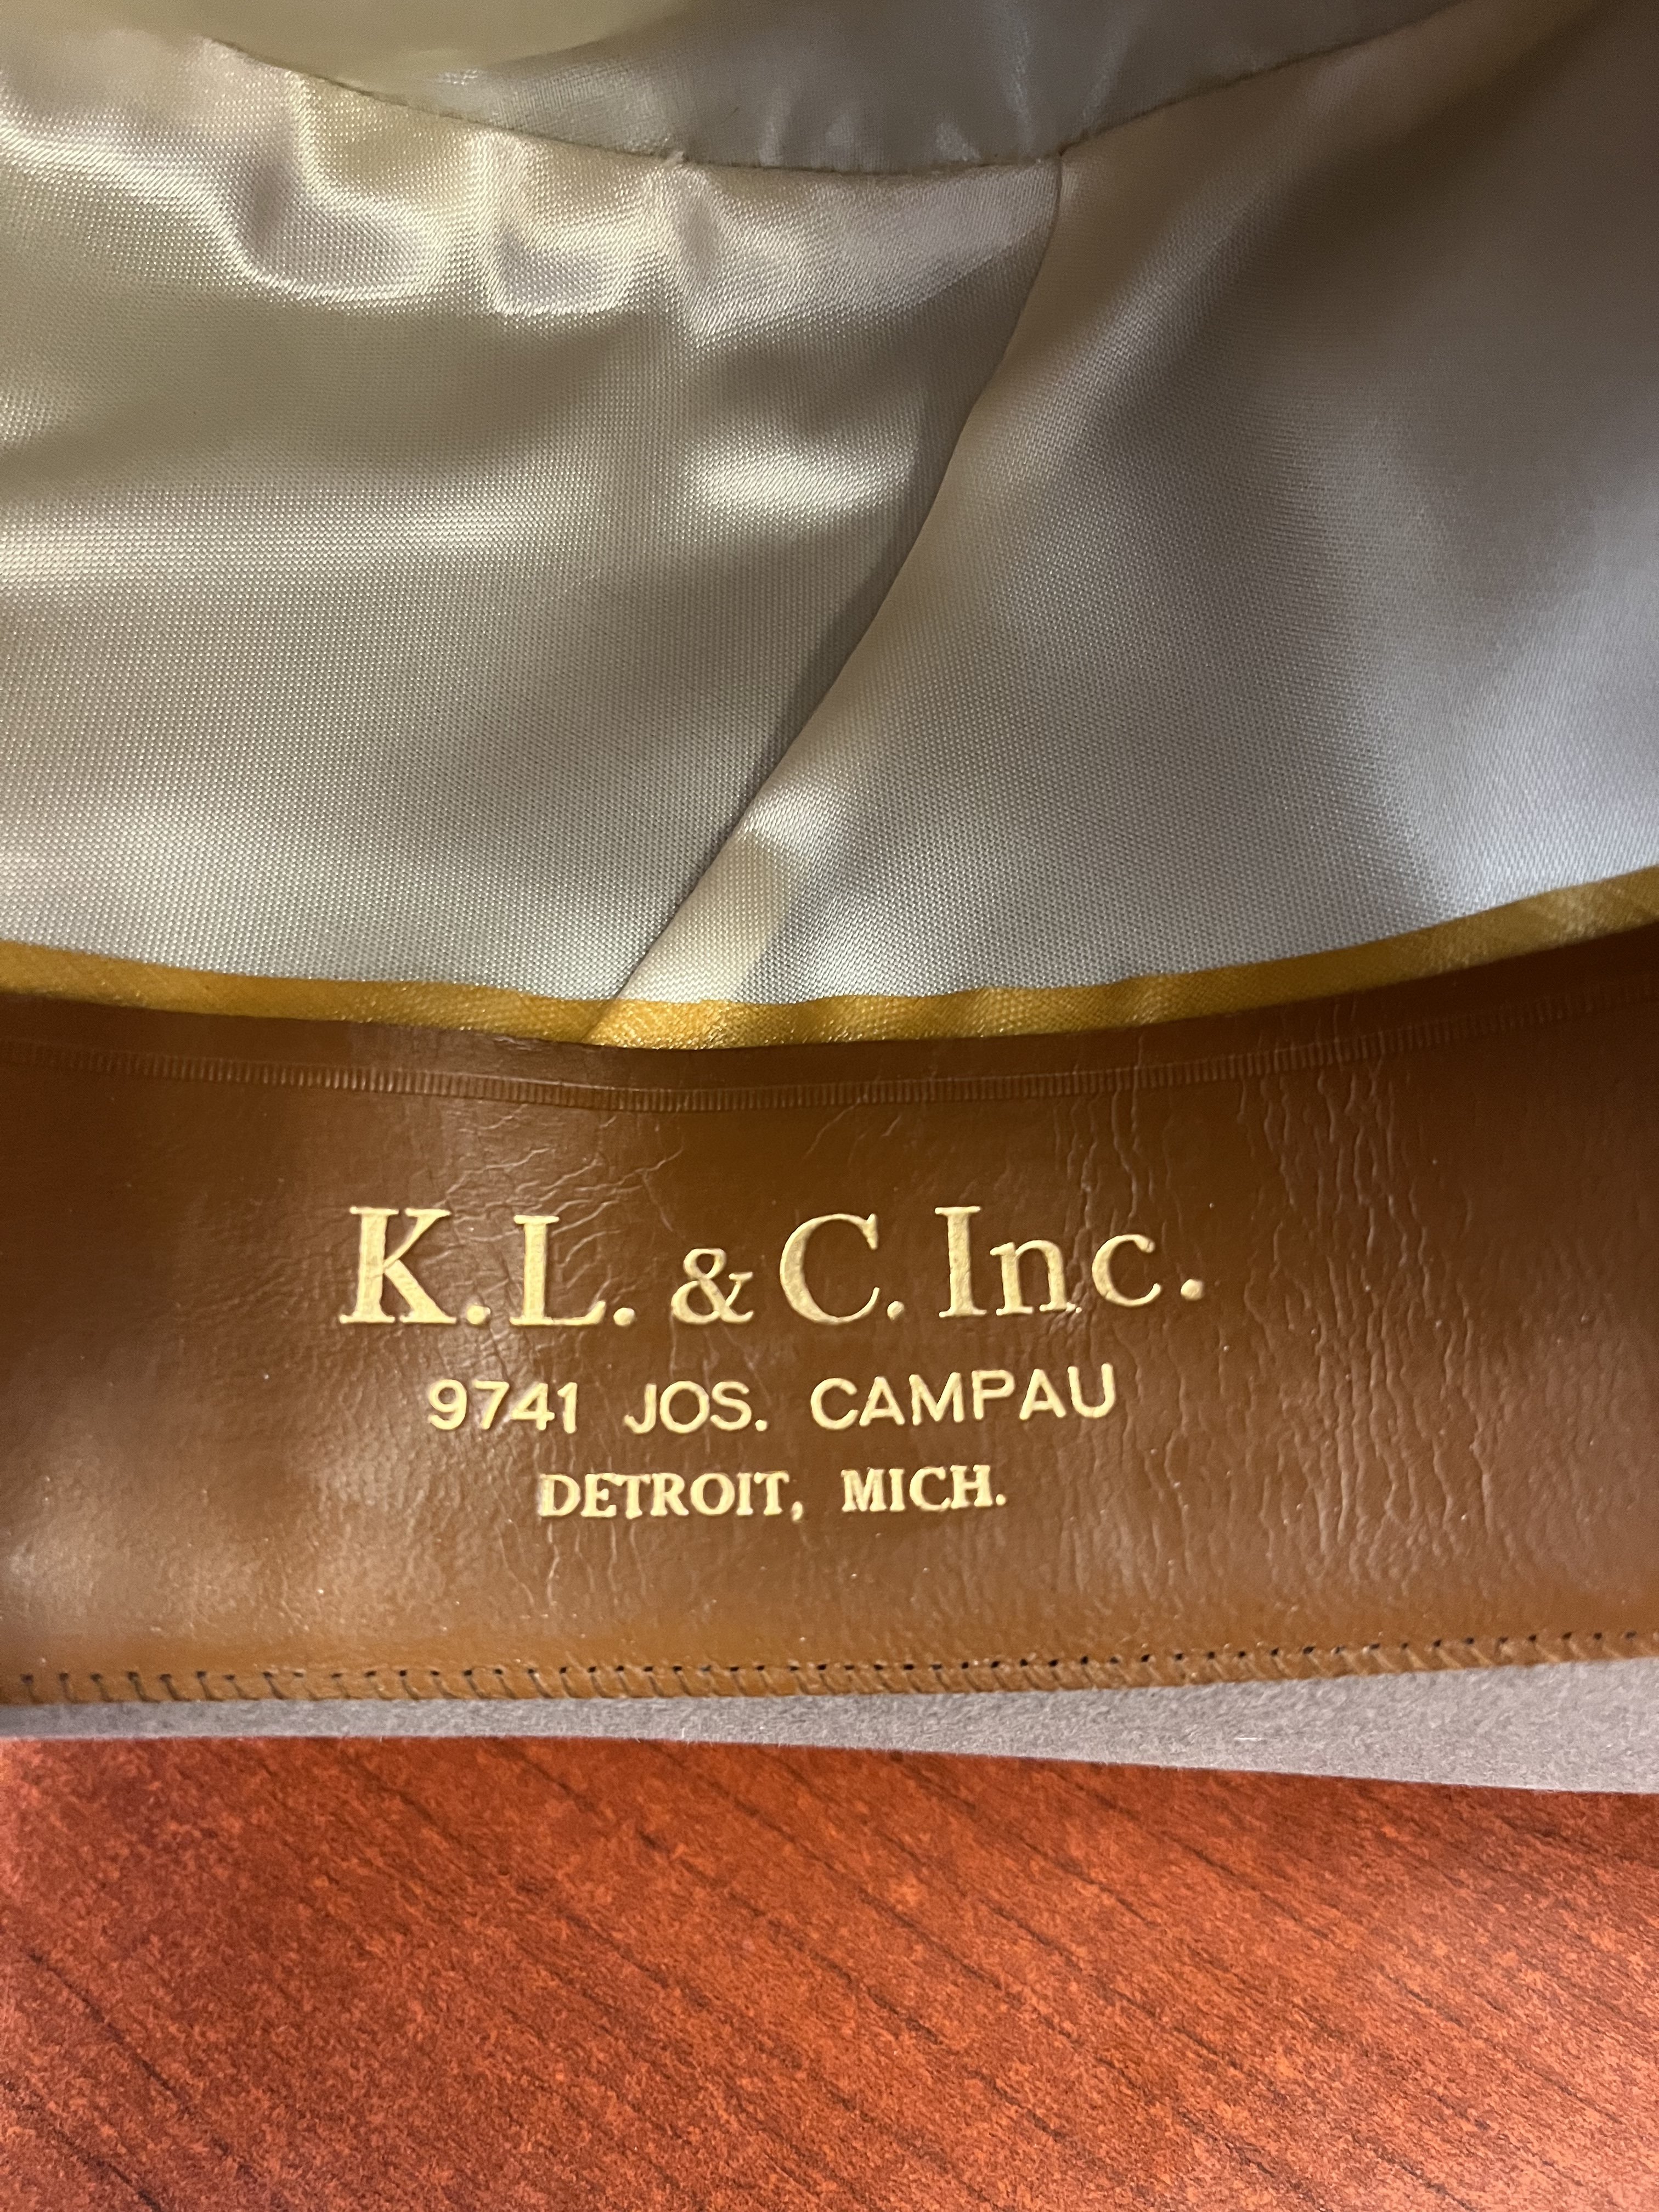 K.L. & C. Inc.
9741 JOS. CAMPAU
DETROIT, MICH.